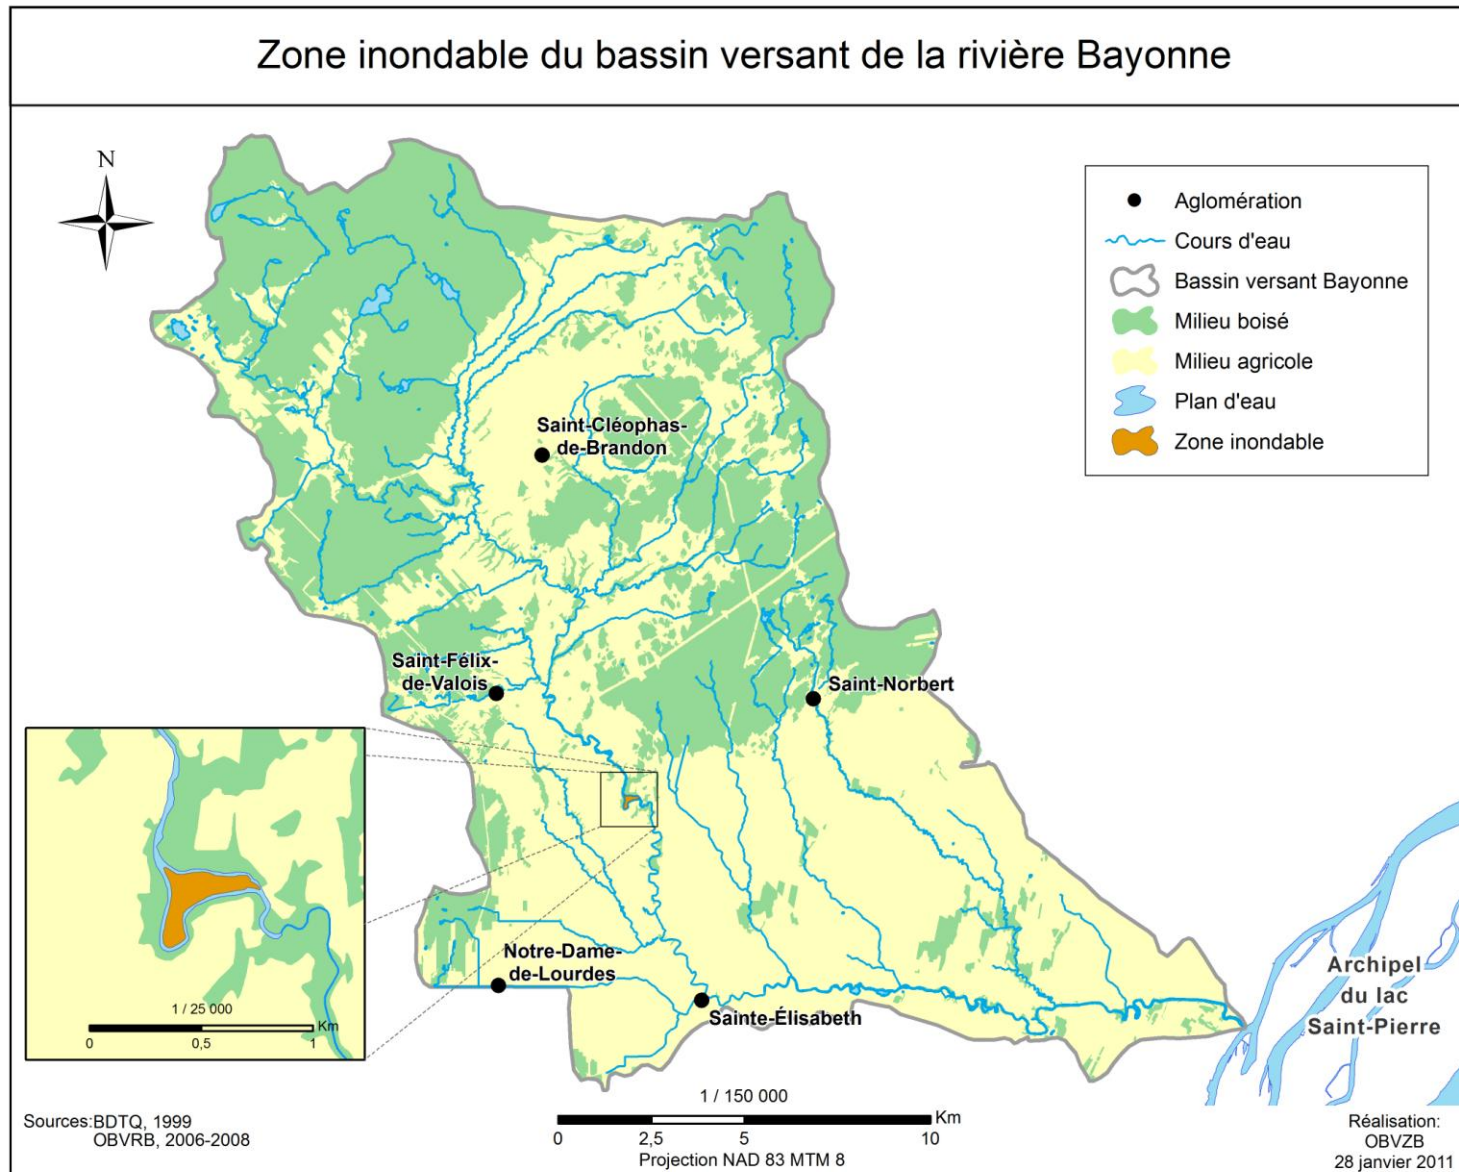 Zone inondable du bassin versant de la rivière Bayonne
N
Aglomération
Cours d'eau
Bassin versant Bayonne
Milieu boisé
Milieu agricole
Plan d'eau
Zone inondable
Saint-Cléophas-
de-Brandon
Saint-Félix-
de-Valois
Saint-Norbert
Notre-Dame-
de-Lourdes
Sainte-Élisabeth
Archipel
du lac
Saint-Pierre
1 / 25 000
Km
0 0,5 1
1 / 150 000
Km
0 2,5 5 10
Projection NAD 83 MTM 8
Sources:BDTQ, 1999
OBVRB, 2006-2008
Réalisation:
OBVZB
28 janvier 2011